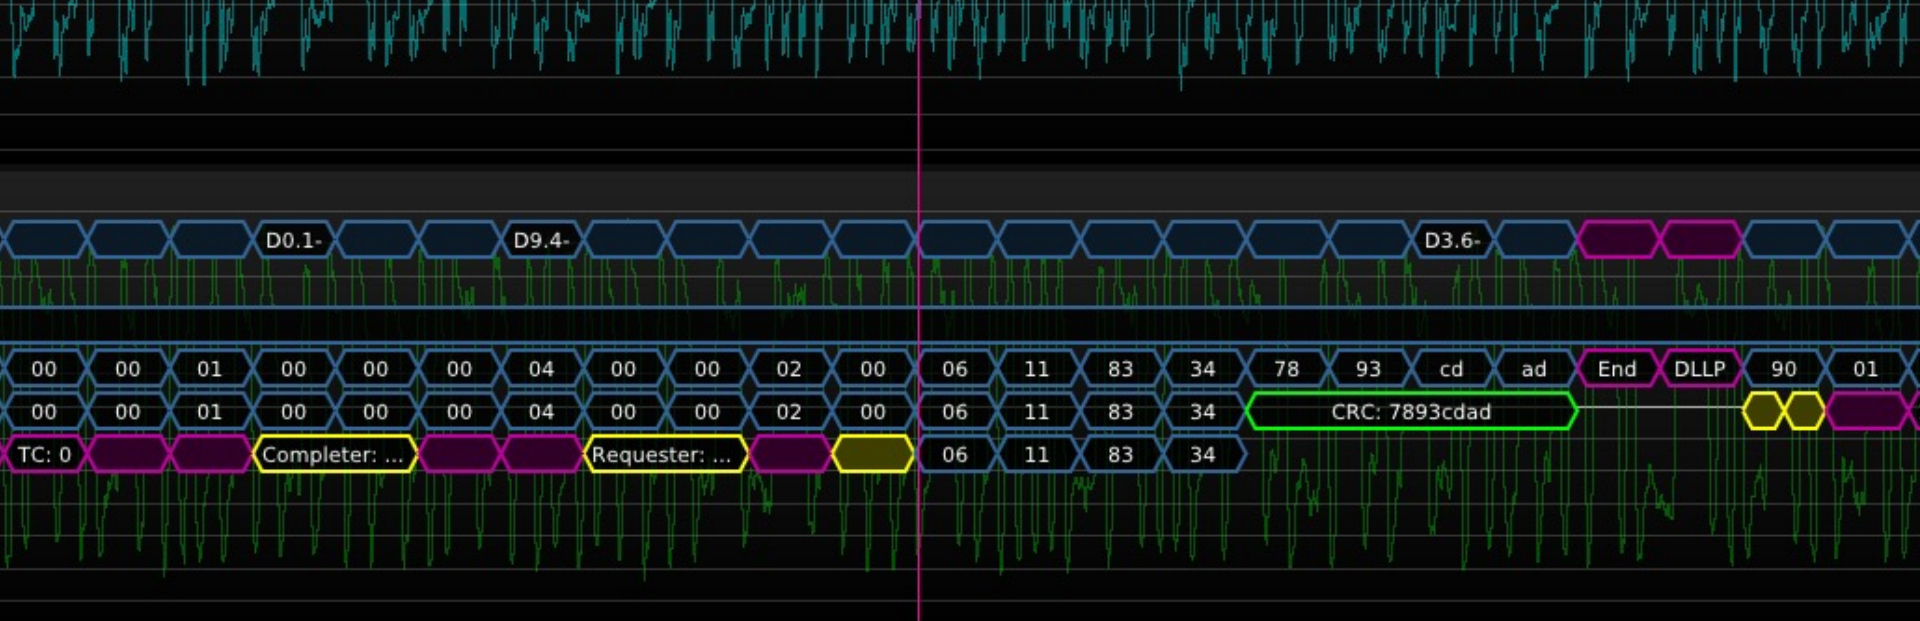 D0.1- D9.4- D3.6-
00 00 01 00 00 00 04 00 00 02 00 06 11 83 34 78 93 cd ad End DLLP 90 01
00 00 01 00 00 00 04 00 00 02 00 06 11 83 34 CRC: 7893cdad
TC: 0 Completer: ... Requester: ... 06 11 83 34